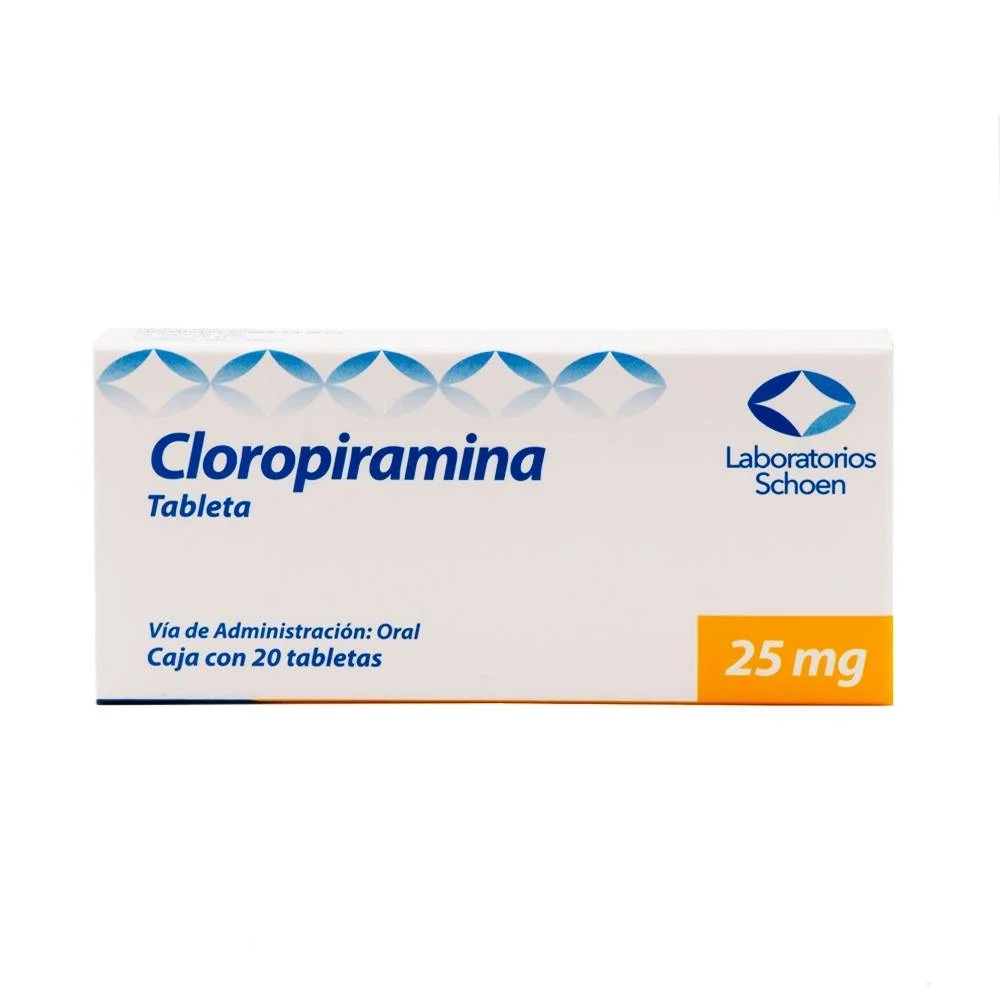 Cloropiramina
Tableta
Laboratorios
Schoen
Vía de Administración: Oral
Caja con 20 tabletas
25 mg